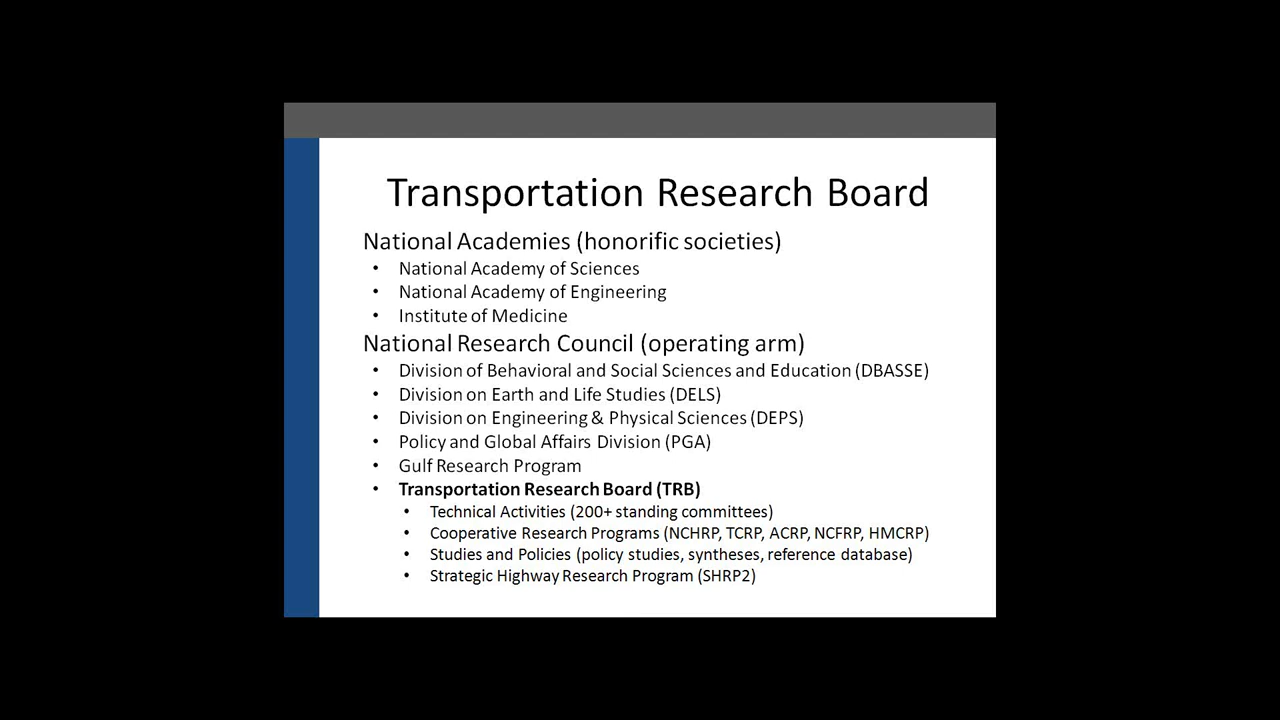 Transportation Research Board
National Academies (honorific societies)
• National Academy of Sciences
• National Academy of Engineering
• Institute of Medicine
National Research Council (operating arm)
• Division of Behavioral and Social Sciences and Education (DBASSE)
• Division on Earth and Life Studies (DELS)
• Division on Engineering & Physical Sciences (DEPS)
• Policy and Global Affairs Division (PGA)
• Gulf Research Program
• Transportation Research Board (TRB)
• Technical Activities (200+ standing committees)
• Cooperative Research Programs (NCHRP, TCRP, ACRP, NCFRP, HMCRP)
• Studies and Policies (policy studies, syntheses, reference database)
• Strategic Highway Research Program (SHRP2)